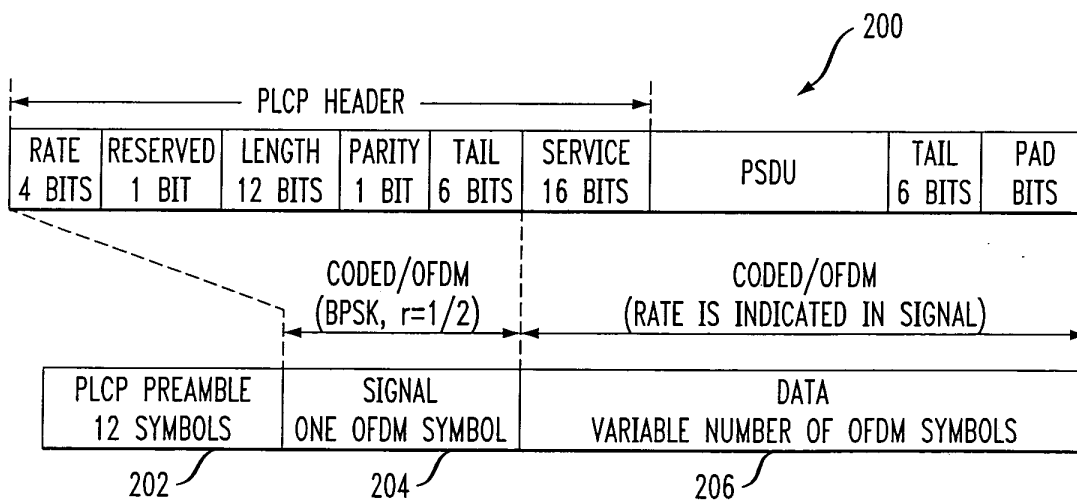 200
PLCP HEADER
RATE
4 BITS
RESERVED
1 BIT
LENGTH
12 BITS
PARITY
1 BIT
TAIL
6 BITS
SERVICE
16 BITS
PSDU
TAIL
6 BITS
PAD
BITS
CODED/OFDM
(BPSK, r=1/2)
CODED/OFDM
(RATE IS INDICATED IN SIGNAL)
PLCP PREAMBLE
12 SYMBOLS
SIGNAL
ONE OFDM SYMBOL
DATA
VARIABLE NUMBER OF OFDM SYMBOLS
202
204
206